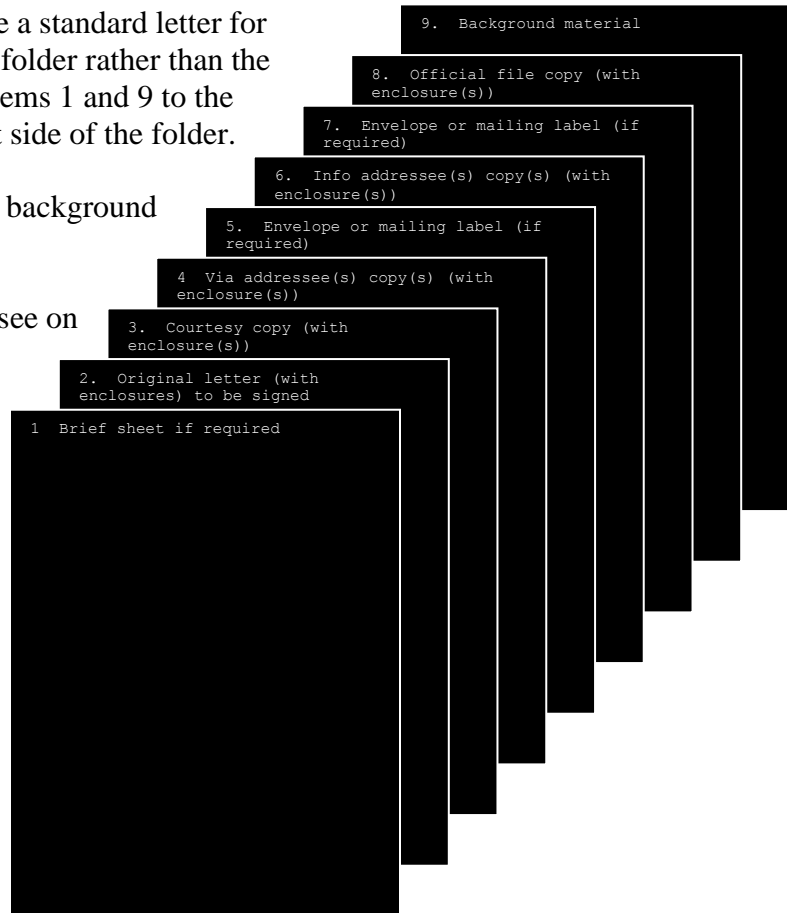 e a standard letter for
folder rather than the
ems 1 and 9 to the
t side of the folder.
background
see on
9. Background material
8. Official file copy (with
enclosure(s))
7. Envelope or mailing label (if
required)
6. Info addressee(s) copy(s) (with
enclosure(s))
5. Envelope or mailing label (if
required)
4 Via addressee(s) copy(s) (with
enclosure(s))
3. Courtesy copy (with
enclosure(s))
2. Original letter (with
enclosures) to be signed
1 Brief sheet if required